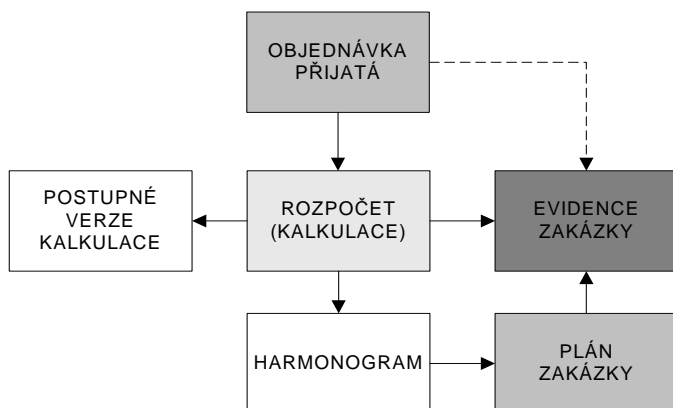 OBJEDNÁVKA
PŘIJATÁ
POSTUPNÉ
VERZE
KALKULACE
ROZPOČET
(KALKULACE)
EVIDENCE
ZAKÁZKY
HARMONOGRAM
PLÁN
ZAKÁZKY